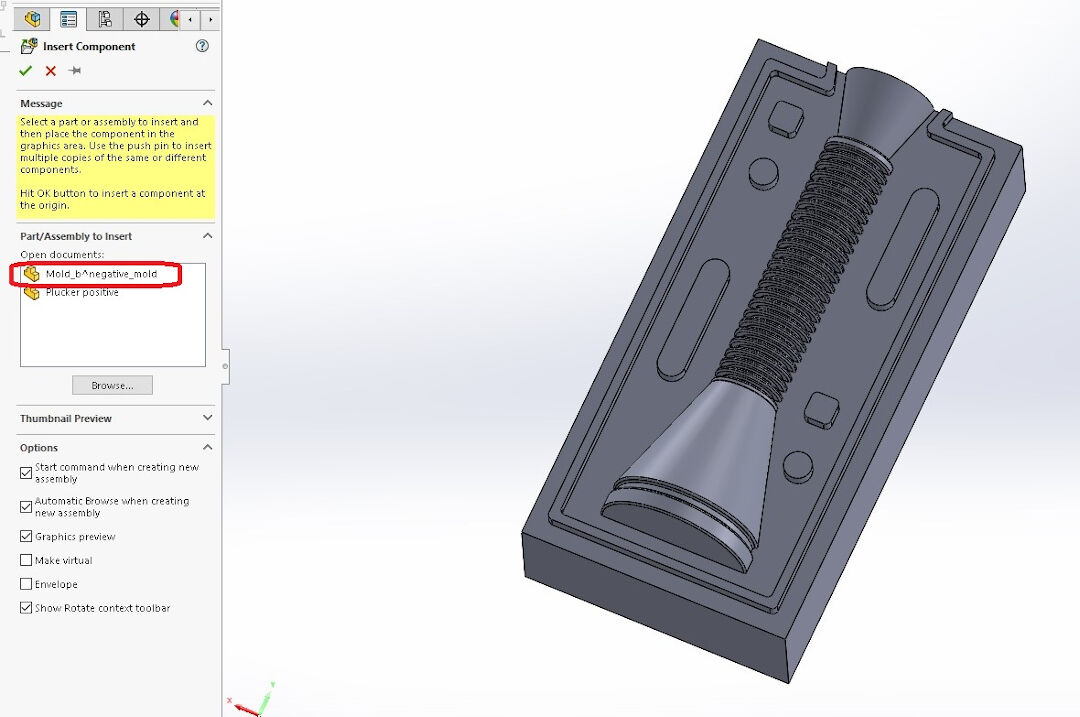 Insert Component
Message
Select a part or assembly to insert and
then place the component in the
graphics area. Use the push pin to insert
multiple copies of the same or different
components.
Hit OK button to insert a component at
the origin.
Part/Assembly to Insert
Open documents:
Mold_b^negative_mold
Plucker positive
Browse...
Thumbnail Preview
Options
Start command when creating new
assembly
Automatic Browse when creating
new assembly
Graphics preview
Make virtual
Envelope
Show Rotate context toolbar
Y
X